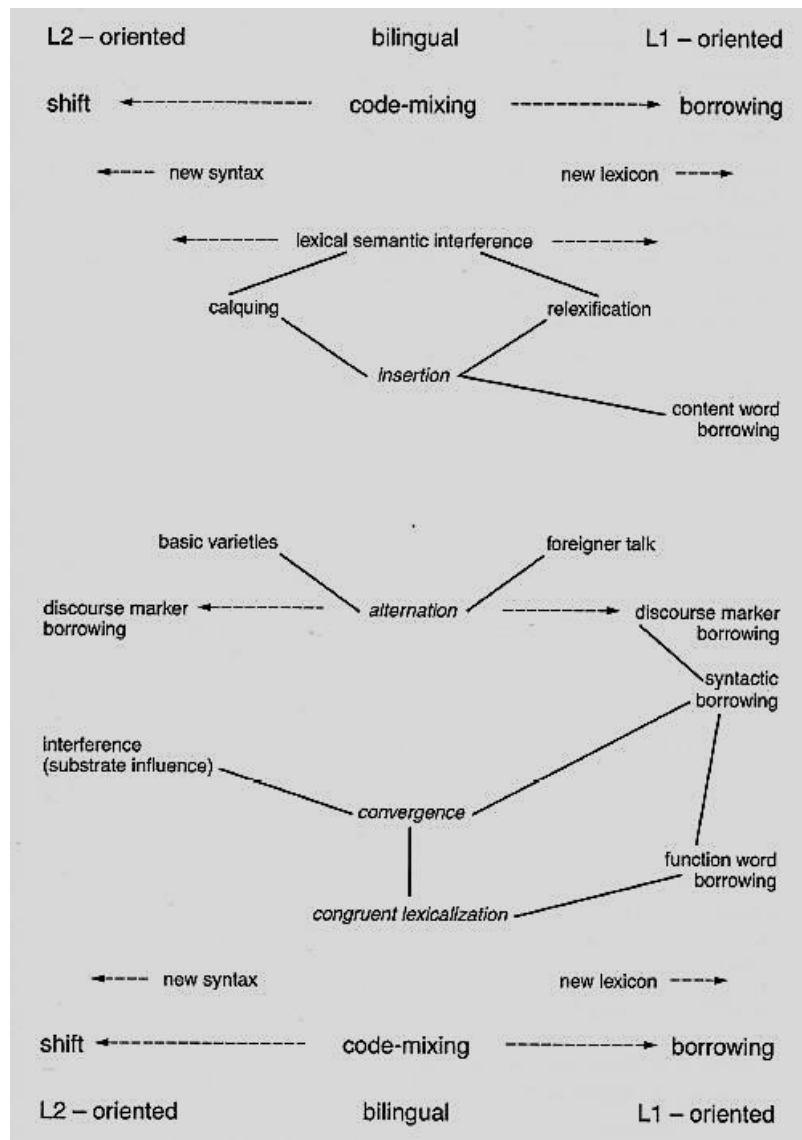 L2 – oriented bilingual L1 – oriented
shift code-mixing borrowing
new syntax new lexicon
lexical semantic interference
calquing relexification
insertion
content word
borrowing
basic varieties foreigner talk
discourse marker alternation discourse marker
borrowing borrowing
syntactic
borrowing
interference
(substrate influence)
convergence
function word
borrowing
congruent lexicalization
new syntax new lexicon
shift code-mixing borrowing
L2 – oriented bilingual L1 – oriented